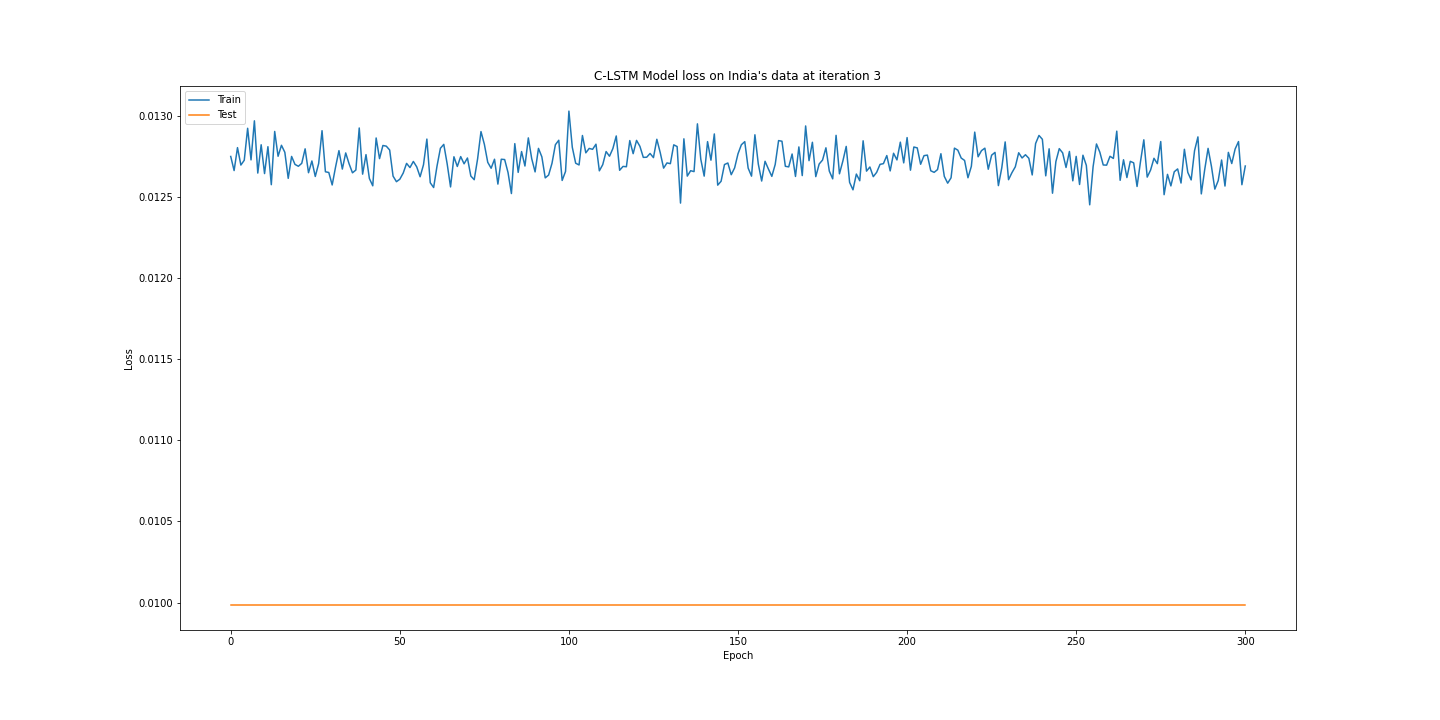 C-LSTM Model loss on India's data at iteration 3
Train
Test
0.0130
0.0125
0.0120
0.0115
0.0110
0.0105
0.0100
Loss
0 50 100 150 200 250 300
Epoch